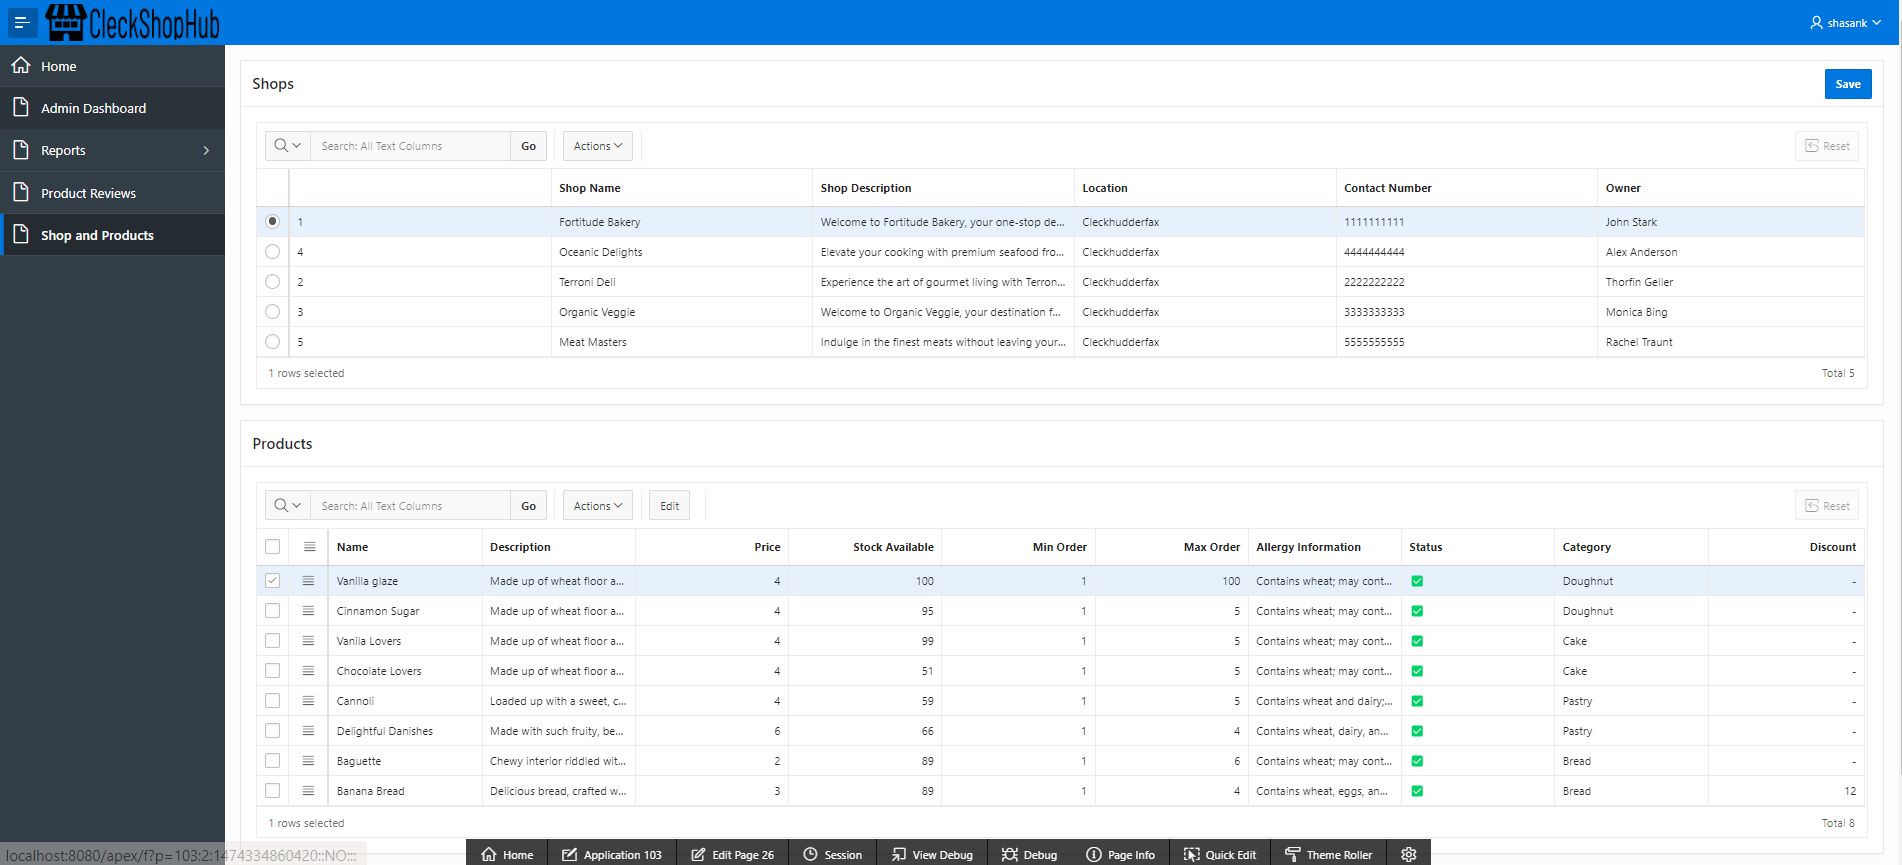 CleckShopHub
shasank
Home
Admin Dashboard
Reports
Product Reviews
Shop and Products
Shops
Save
Search: All Text Columns Go Actions Reset
Shop Name Shop Description Location Contact Number Owner
1 Fortitude Bakery Welcome to Fortitude Bakery, your one-stop de... Cleckhudderfax 1111111111 John Stark
4 Oceanic Delights Elevate your cooking with premium seafood fro... Cleckhudderfax 4444444444 Alex Anderson
2 Terroni Deli Experience the art of gourmet living with Terron... Cleckhudderfax 2222222222 Thorfin Geller
3 Organic Veggie Welcome to Organic Veggie, your destination f... Cleckhudderfax 3333333333 Monica Bing
5 Meat Masters Indulge in the finest meats without leaving your... Cleckhudderfax 5555555555 Rachel Traunt
1 rows selected Total 5
Products
Search: All Text Columns Go Actions Edit Reset
Name Description Price Stock Available Min Order Max Order Allergy Information Status Category Discount
Vanilla glaze Made up of wheat floor a... 4 100 1 100 Contains wheat; may cont... Doughnut -
Cinnamon Sugar Made up of wheat floor a... 4 95 1 5 Contains wheat; may cont... Doughnut -
Vanila Lovers Made up of wheat floor a... 4 99 1 5 Contains wheat; may cont... Cake -
Chocolate Lovers Made up of wheat floor a... 4 51 1 5 Contains wheat; may cont... Cake -
Cannoli Loaded up with a sweet, c... 4 59 1 5 Contains wheat and dairy;... Pastry -
Delightful Danishes Made with such fruity, be... 6 66 1 4 Contains wheat, dairy, an... Pastry -
Baguette Chewy interior riddled wit... 2 89 1 6 Contains wheat; may cont... Bread -
Banana Bread Delicious bread, crafted w... 3 89 1 4 Contains wheat, eggs, an... Bread 12
1 rows selected Total 8
localhost:8080/apex/f?p=103:2:1474334860420::NO:::
Home Application 103 Edit Page 26 Session View Debug Debug Page Info Quick Edit Theme Roller